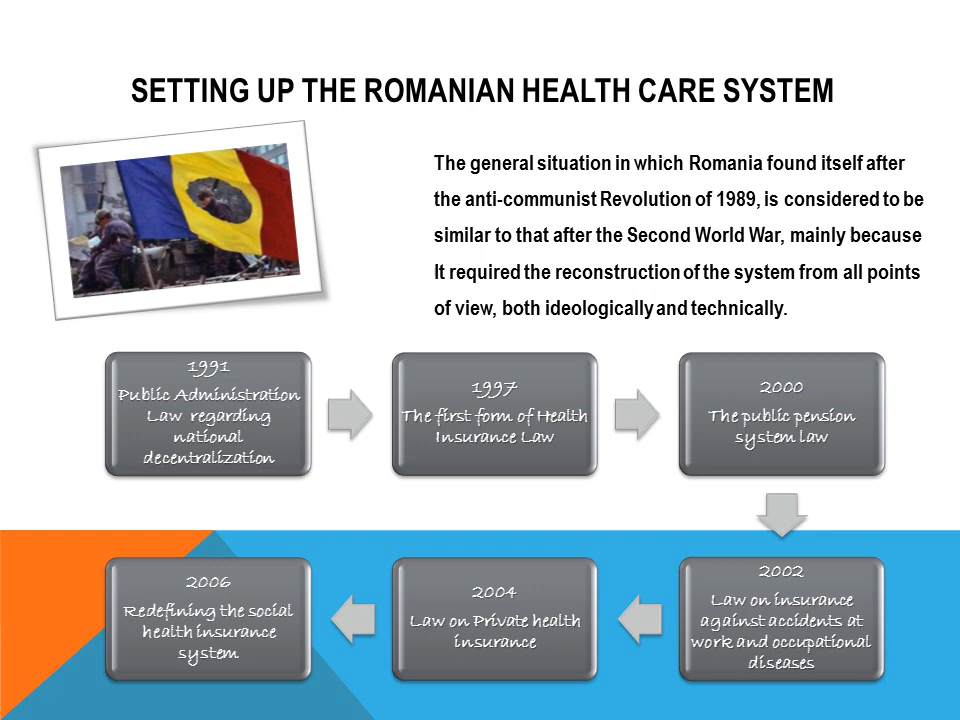 SETTING UP THE ROMANIAN HEALTH CARE SYSTEM
The general situation in which Romania found itself after
the anti-communist Revolution of 1989, is considered to be
similar to that after the Second World War, mainly because
It required the reconstruction of the system from all points
of view, both ideologically and technically.
1991
Public Administration
Law regarding
national
decentralization
1997
The first form of Health
Insurance Law
2000
The public pension
system law
2002
Law on insurance
against accidents at
work and occupational
diseases
2004
Law on Private health
insurance
2006
Redefining the social
health insurance
system